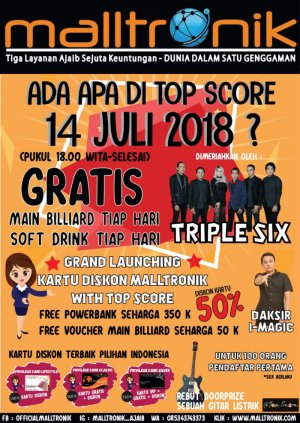 malltronik
Tiga Layanan Ajaib Sejuta Keuntungan - DUNIA DALAM SATU GENGGAMAN
ADA APA DI TOP SCORE
14 JULI 2018 ?
(PUKUL 18.00 WITA-SELESAI)
DIMERIAHKAN OLEH :
GRATIS
MAIN BILLIARD TIAP HARI
SOFT DRINK TIAP HARI
TRIPLE SIX
GRAND LAUNCHING
KARTU DISKON MALLTRONIK
WITH TOP SCORE
DISKON KARTU
50%
FREE POWERBANK SEHARGA 350 K
FREE VOUCHER MAIN BILLIARD SEHARGA 50 K
DAKSIR
I-MAGIC
KARTU DISKON TERBAIK PILIHAN INDONESIA
UNTUK 100 ORANG
PENDAFTAR PERTAMA
*S&K BERLAKU
REBUT DOORPRIZE
SEBUAH GITAR LISTRIK
FB : OFFICIALMALLTRONIK | IG : MALLTRONIK_AJAIB | WA : 085343743373 | KLIK : WWW.MALLTRONIK.COM